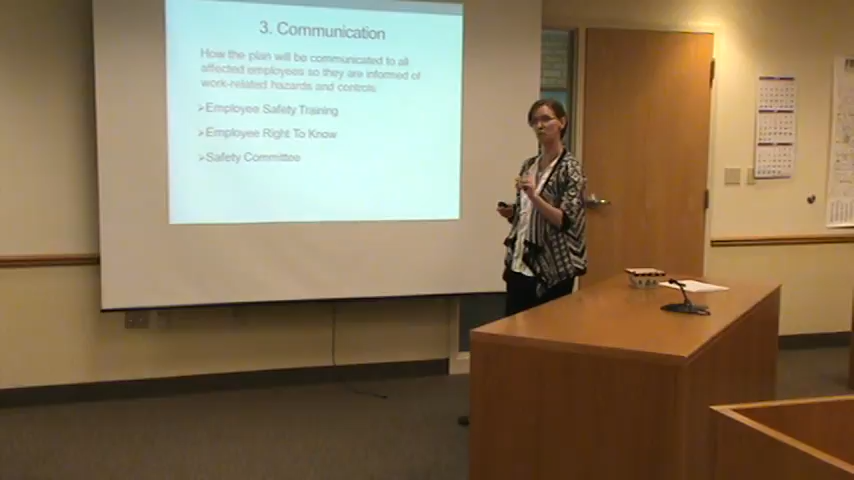 3. Communication
How the plan will be communicated to all
affected employees so they are informed of
work-related hazards and controls.
➢Employee Safety Training
➢Employee Right To Know
➢Safety Committee